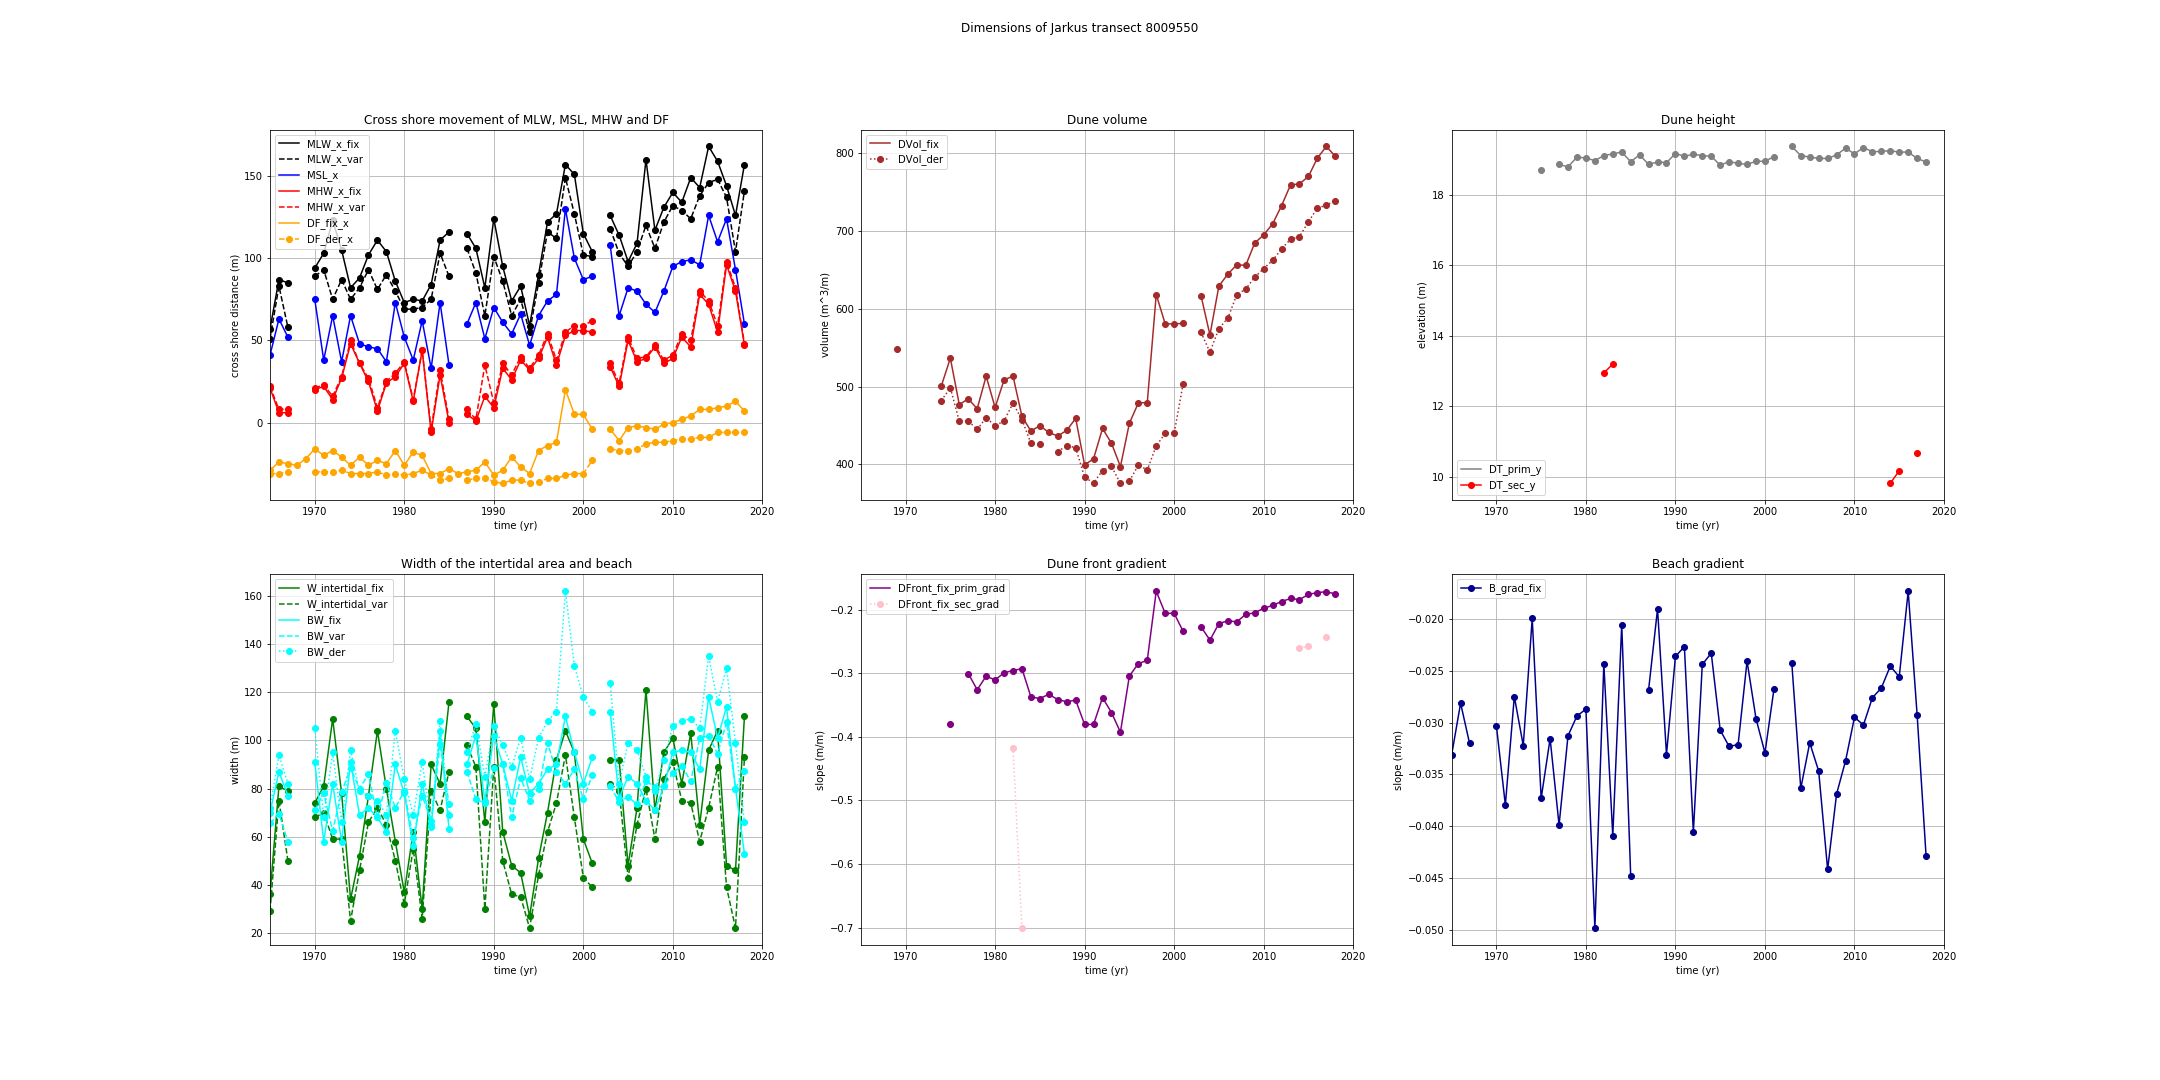 Dimensions of Jarkus transect 8009550
Cross shore movement of MLW, MSL, MHW and DF
MLW_x_fix
MLW_x_var
MSL_x
MHW_x_fix
MHW_x_var
DF_fix_x
DF_der_x
cross shore distance (m)
150
100
50
0
1970 1980 1990 2000 2010 2020
time (yr)
Dune volume
DVol_fix
DVol_der
volume (m^3/m)
800
700
600
500
400
1970 1980 1990 2000 2010 2020
time (yr)
Dune height
DT_prim_y
DT_sec_y
elevation (m)
18
16
14
12
10
1970 1980 1990 2000 2010 2020
time (yr)
Width of the intertidal area and beach
W_intertidal_fix
W_intertidal_var
BW_fix
BW_var
BW_der
width (m)
160
140
120
100
80
60
40
20
1970 1980 1990 2000 2010 2020
time (yr)
Dune front gradient
DFront_fix_prim_grad
DFront_fix_sec_grad
slope (m/m)
−0.2
−0.3
−0.4
−0.5
−0.6
−0.7
1970 1980 1990 2000 2010 2020
time (yr)
Beach gradient
B_grad_fix
slope (m/m)
−0.020
−0.025
−0.030
−0.035
−0.040
−0.045
−0.050
1970 1980 1990 2000 2010 2020
time (yr)